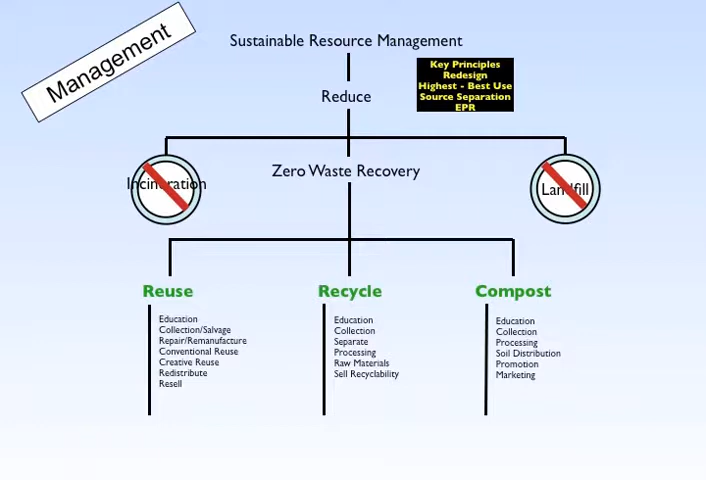 Management
Sustainable Resource Management
Key Principles
Redesign
Highest - Best Use
Source Separation
EPR
Reduce
Incineration
Zero Waste Recovery
Landfill
Reuse
Education
Collection/Salvage
Repair/Remanufacture
Conventional Reuse
Creative Reuse
Redistribute
Resell
Recycle
Education
Collection
Separate
Processing
Raw Materials
Sell Recyclability
Compost
Education
Collection
Processing
Soil Distribution
Promotion
Marketing